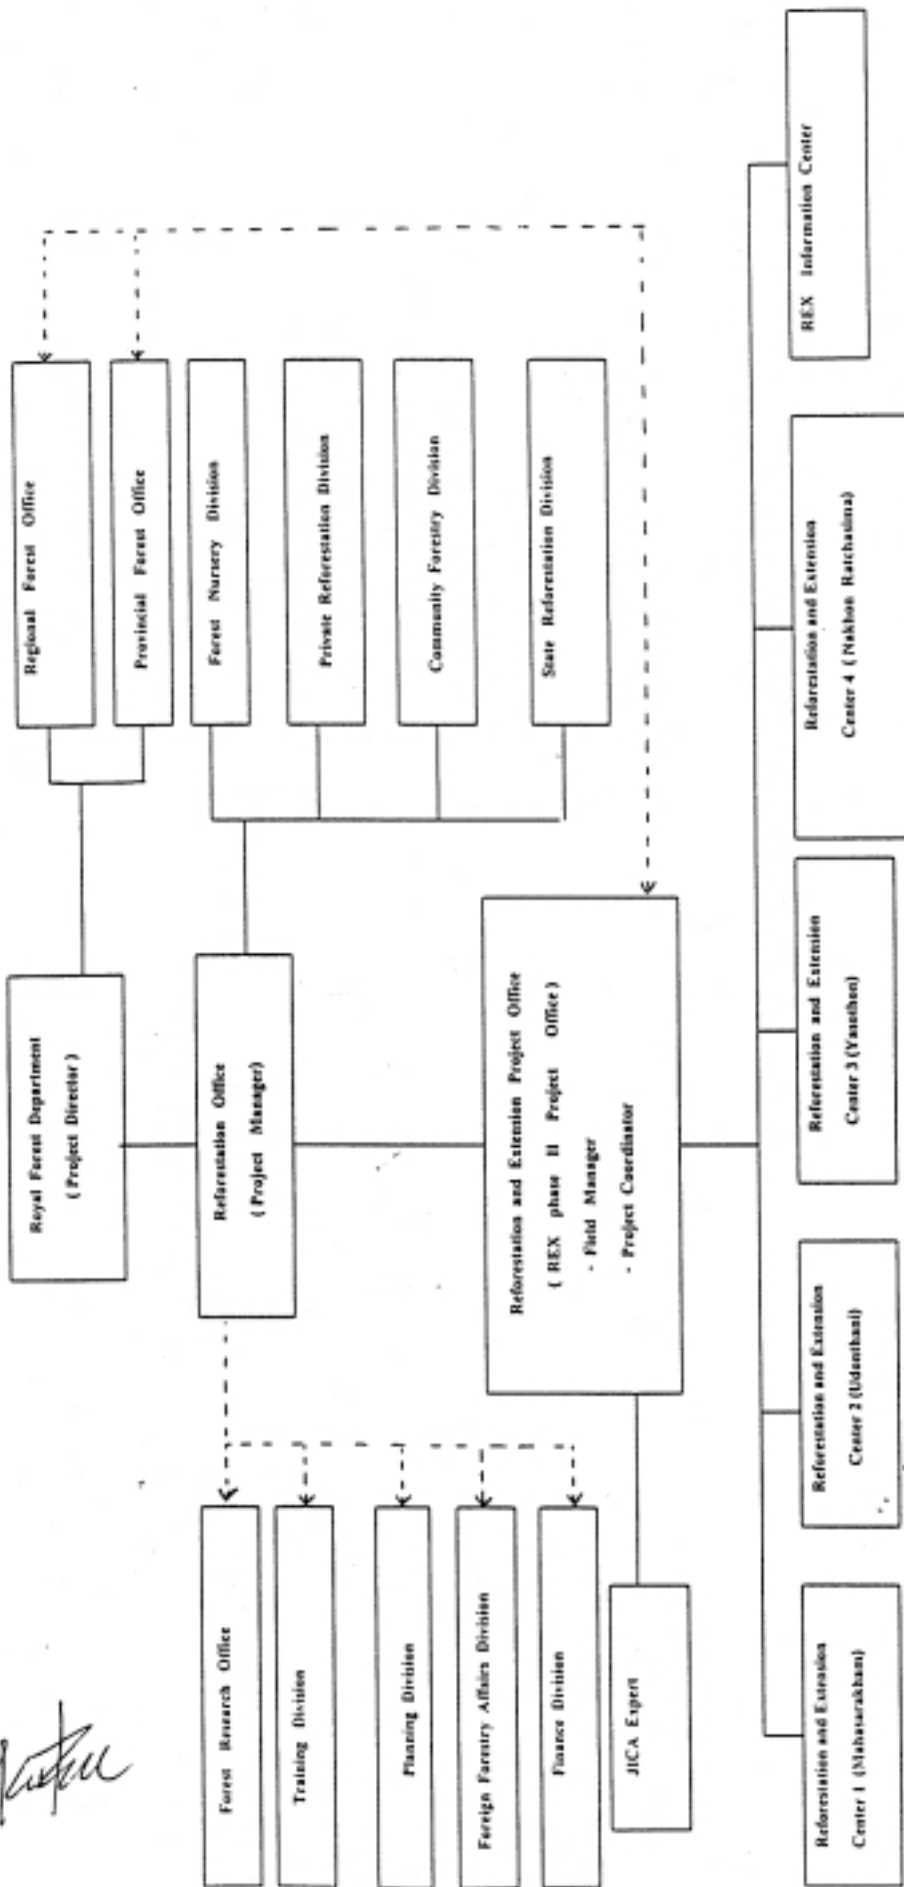 Royal Forest Department
( Project Director )
Regional Forest Office
Provincial Forest Office
Reforestation Office
( Project Manager)
Forest Nursery Division
Private Reforestation Division
Community Forestry Division
State Reforestation Division
Forest Research Office
Training Division
Planning Division
Foreign Forestry Affairs Division
Finance Division
Reforestation and Extension Project Office
( REX phase II Project Office )
- Field Manager
- Project Coordinator
JICA Expert
Reforestation and Extension
Center 1 (Mahasarakham)
Reforestation and Extension
Center 2 (Udonthani)
Reforestation and Extension
Center 3 (Yasothon)
Reforestation and Extension
Center 4 ( Nakhon Ratchasima)
REX Information Center